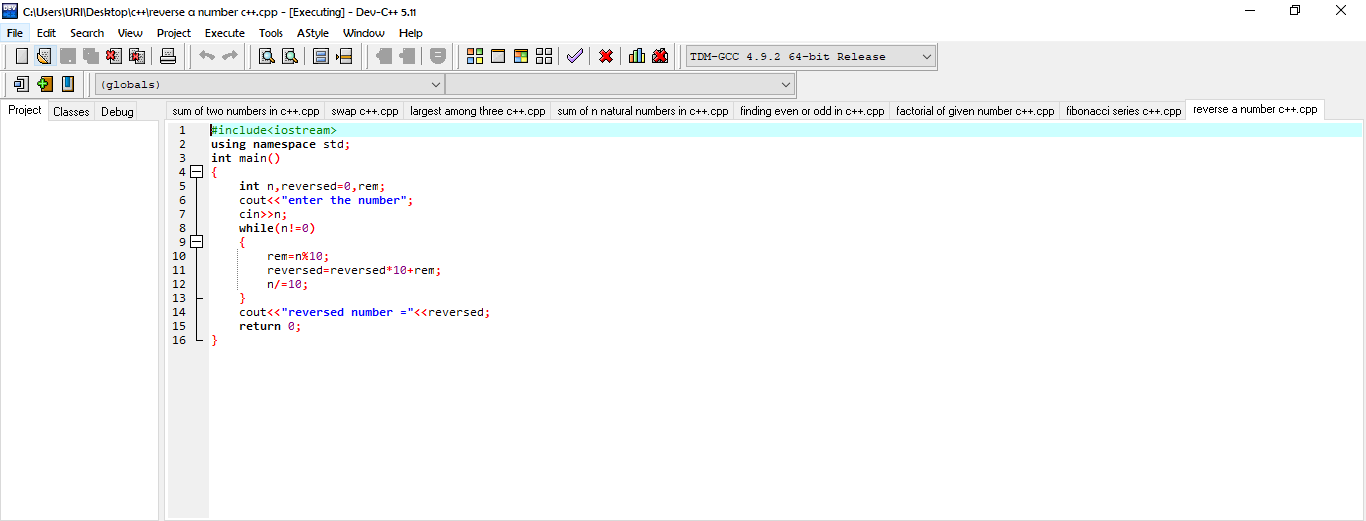 C:\Users\URI\Desktop\c++\reverse a number c++.cpp - [Executing] - Dev-C++ 5.11
File Edit Search View Project Execute Tools AStyle Window Help
TDM-GCC 4.9.2 64-bit Release
(globals)
Project Classes Debug
sum of two numbers in c++.cpp swap c++.cpp largest among three c++.cpp sum of n natural numbers in c++.cpp finding even or odd in c++.cpp factorial of given number c++.cpp fibonacci series c++.cpp reverse a number c++.cpp
1 #include<iostream>
2 using namespace std;
3 int main()
4 {
5 int n,reversed=0,rem;
6 cout<<"enter the number";
7 cin>>n;
8 while(n!=0)
9 {
10 rem=n%10;
11 reversed=reversed*10+rem;
12 n/=10;
13 }
14 cout<<"reversed number ="<<reversed;
15 return 0;
16 }